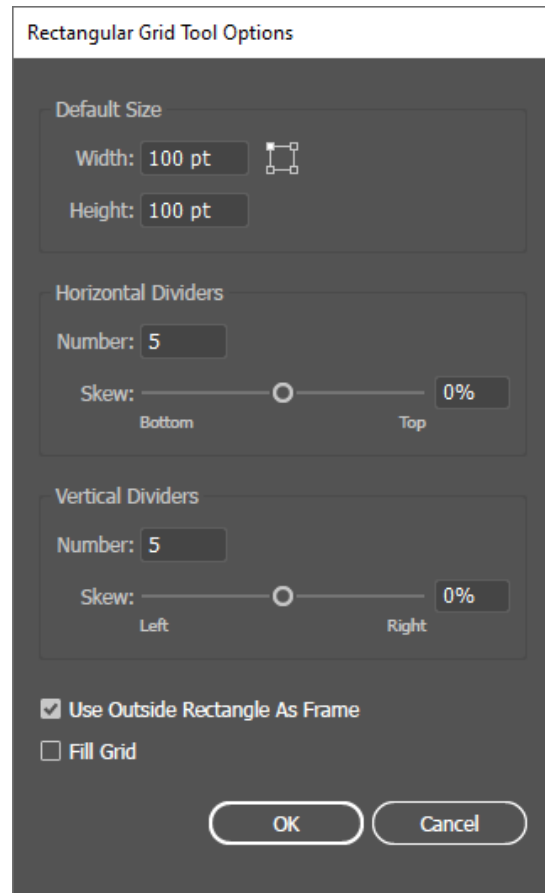 Rectangular Grid Tool Options
Default Size
Width: 100 pt
Height: 100 pt
Horizontal Dividers
Number: 5
Skew: 0%
Bottom Top
Vertical Dividers
Number: 5
Skew: 0%
Left Right
Use Outside Rectangle As Frame
Fill Grid
OK Cancel